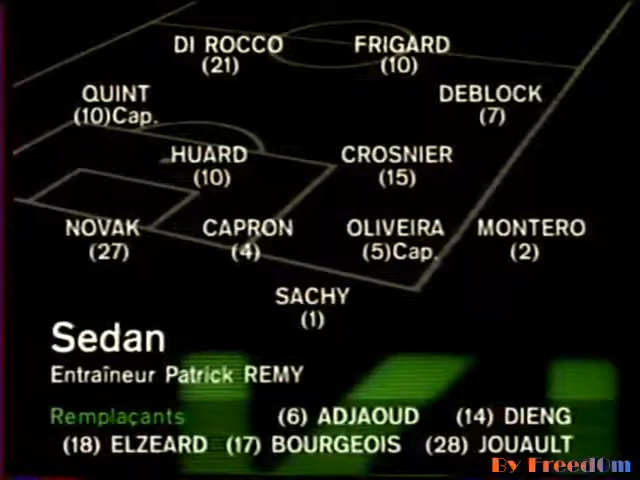 DI ROCCO FRIGARD
(21) (10)
QUINT DEBLOCK
(10)Cap. (7)
HUARD CROSNIER
(10) (15)
NOVAK CAPRON OLIVEIRA MONTERO
(27) (4) (5)Cap. (2)
SACHY
(1)
Sedan
Entraîneur Patrick REMY
Remplaçants (6) ADJAOUD (14) DIENG
(18) ELZEARD (17) BOURGEOIS (28) JOUAULT
By Freed0m